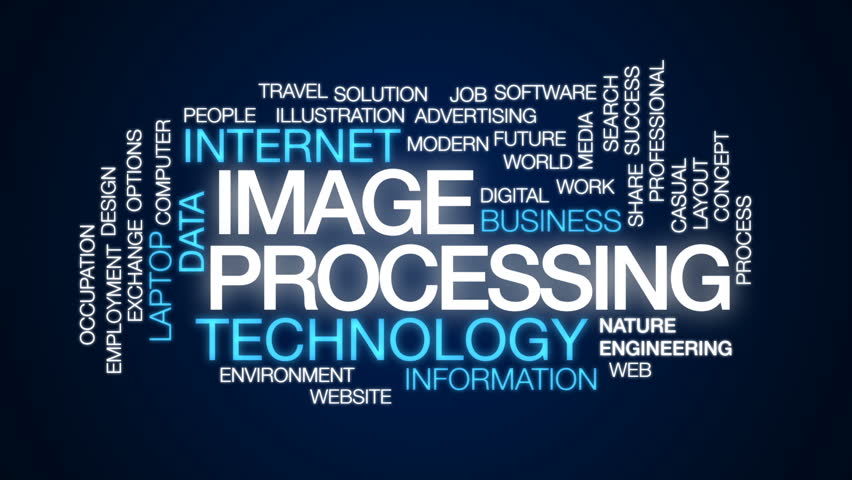 TRAVEL
SOLUTION
JOB
SOFTWARE
PEOPLE
ILLUSTRATION
ADVERTISING
INTERNET
MODERN
FUTURE
WORLD
MEDIA
SEARCH
SUCCESS
SHARE
PROFESSIONAL
IMAGE
DIGITAL
WORK
BUSINESS
CASUAL
LAYOUT
CONCEPT
PROCESS
OCCUPATION
DESIGN
EMPLOYMENT
OPTIONS
EXCHANGE
COMPUTER
LAPTOP
DATA
PROCESSING
TECHNOLOGY
NATURE
ENGINEERING
ENVIRONMENT
INFORMATION
WEB
WEBSITE